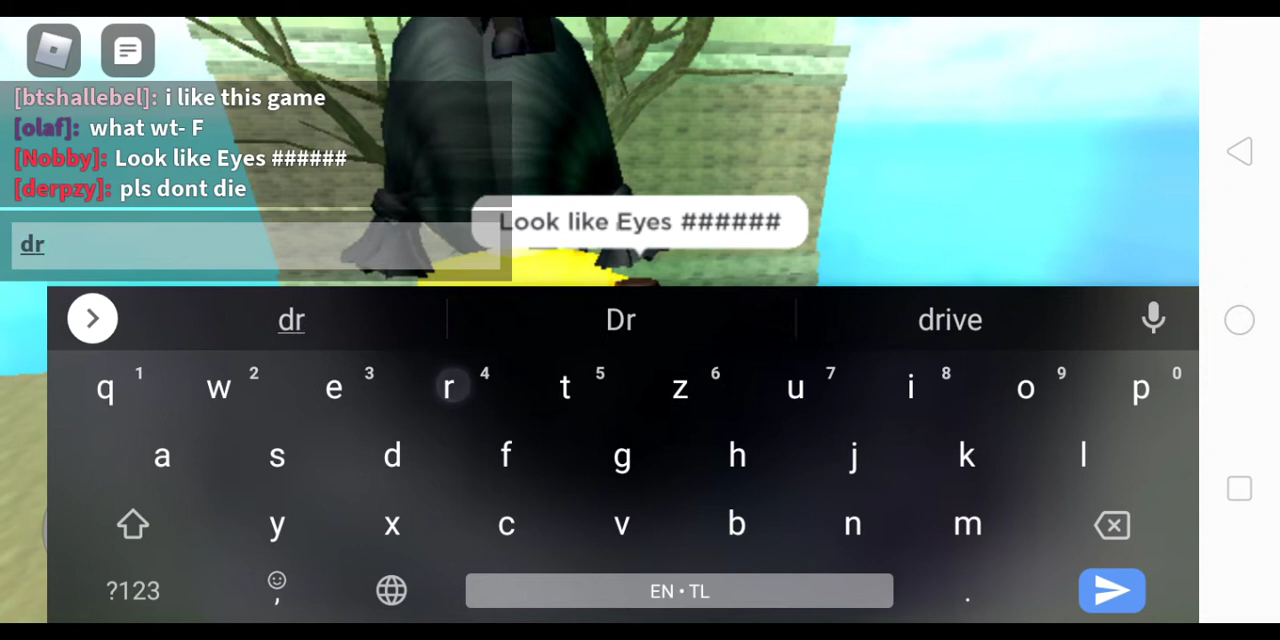 [btshallebel]: i like this game
[olaf]: what wt- F
[Nobby]: Look like Eyes ######
[derpzy]: pls dont die
Look like Eyes ######
dr
dr Dr drive
q 1 w 2 e 3 r 4 t 5 z 6 u 7 i 8 o 9 p 0
a s d f g h j k l
y x c v b n m
?123 , EN • TL .